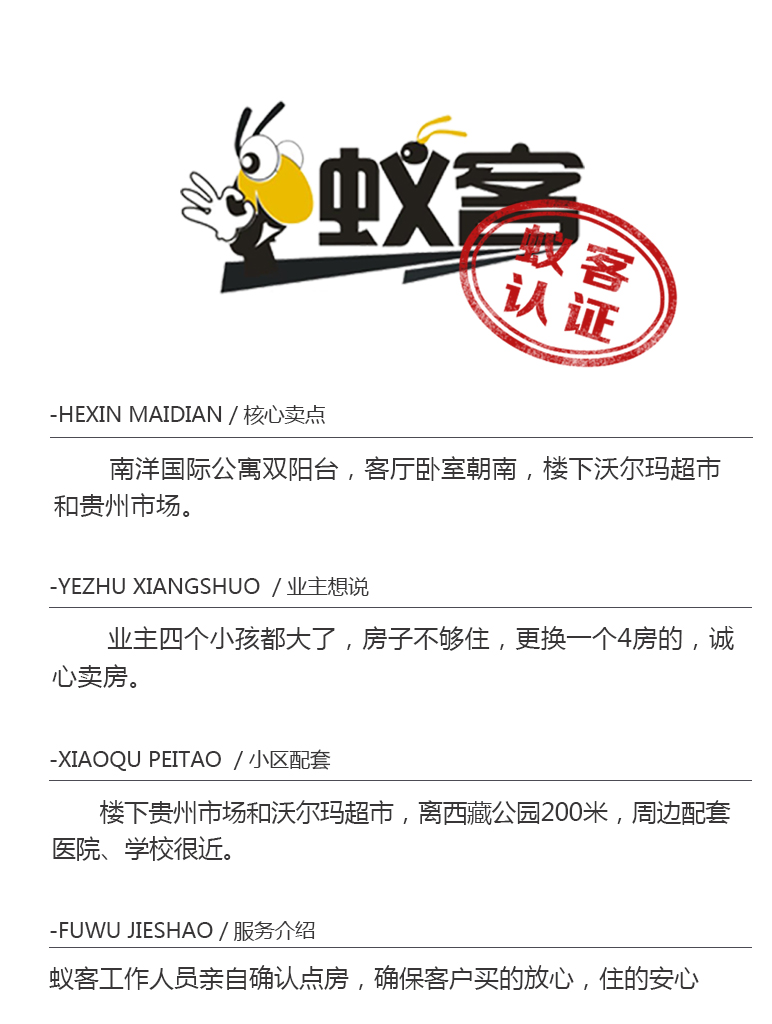 蚁客
蚁客
认证
-HEXIN MAIDIAN / 核心卖点
南洋国际公寓双阳台，客厅卧室朝南，楼下沃尔玛超市
和贵州市场。
-YEZHU XIANGSHUO / 业主想说
业主四个小孩都大了，房子不够住，更换一个4房的，诚
心卖房。
-XIAOQU PEITAO / 小区配套
楼下贵州市场和沃尔玛超市，离西藏公园200米，周边配套
医院、学校很近。
-FUWU JIESHAO / 服务介绍
蚁客工作人员亲自确认点房，确保客户买的放心，住的安心